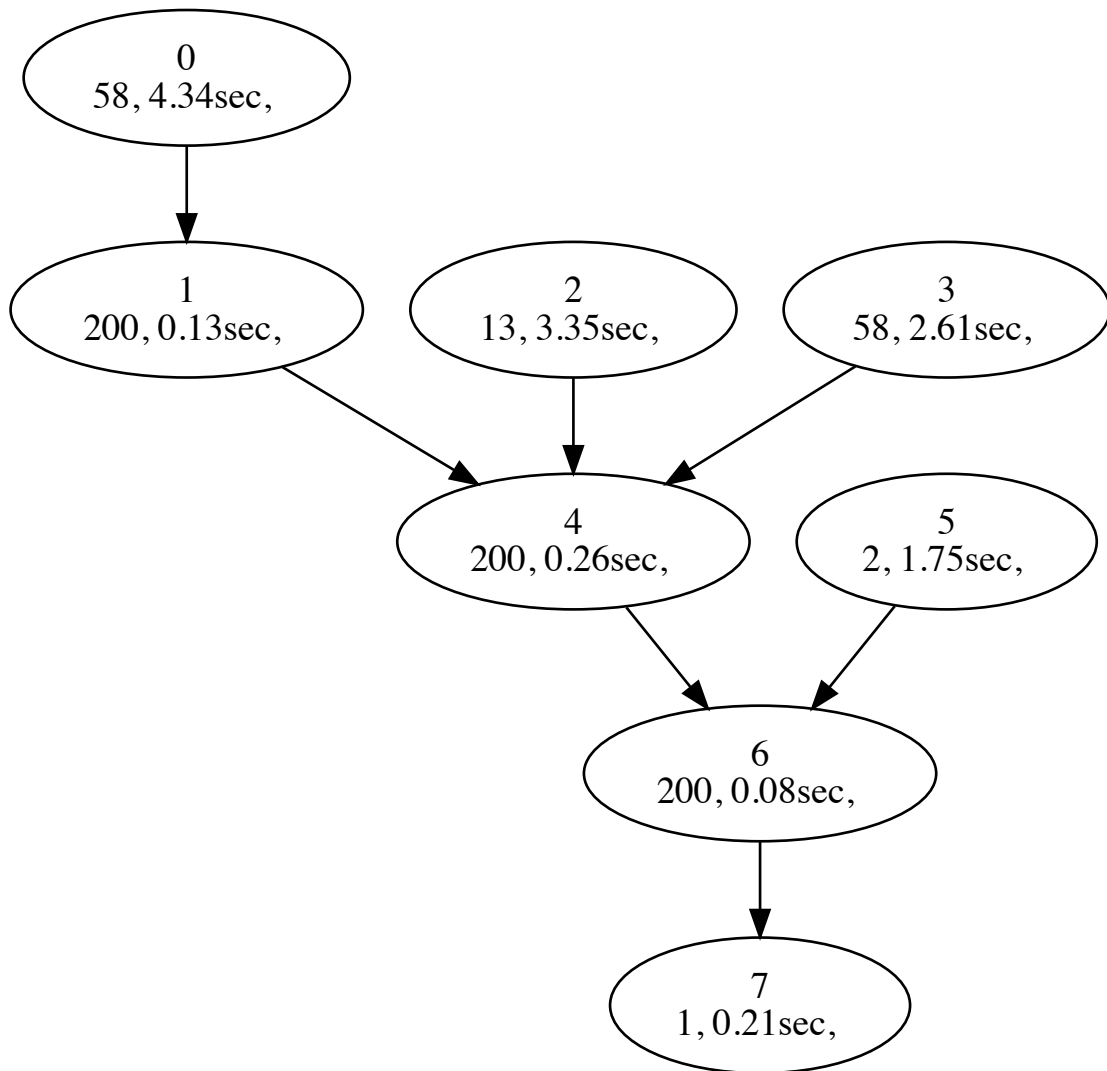 0
58, 4.34sec,
1
200, 0.13sec,
2
13, 3.35sec,
3
58, 2.61sec,
4
200, 0.26sec,
5
2, 1.75sec,
6
200, 0.08sec,
7
1, 0.21sec,